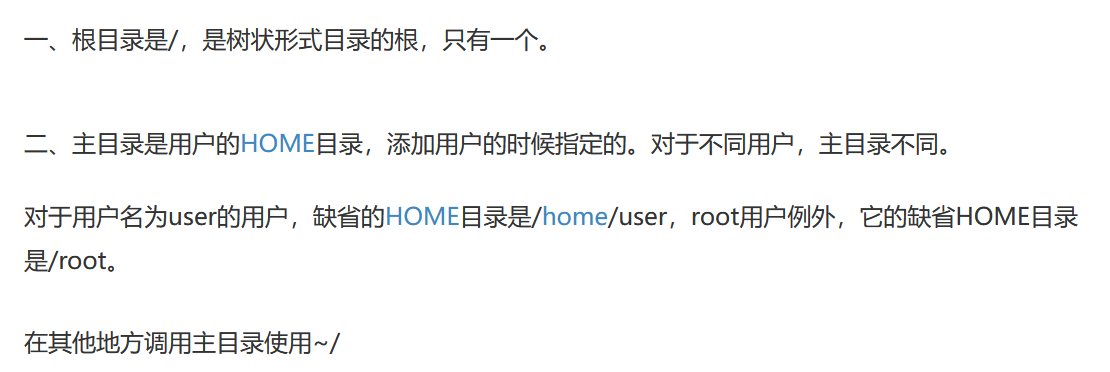 一、根目录是/，是树状形式目录的根，只有一个。
二、主目录是用户的HOME目录，添加用户的时候指定的。对于不同用户，主目录不同。
对于用户名为user的用户，缺省的HOME目录是/home/user，root用户例外，它的缺省HOME目录
是/root。
在其他地方调用主目录使用~/